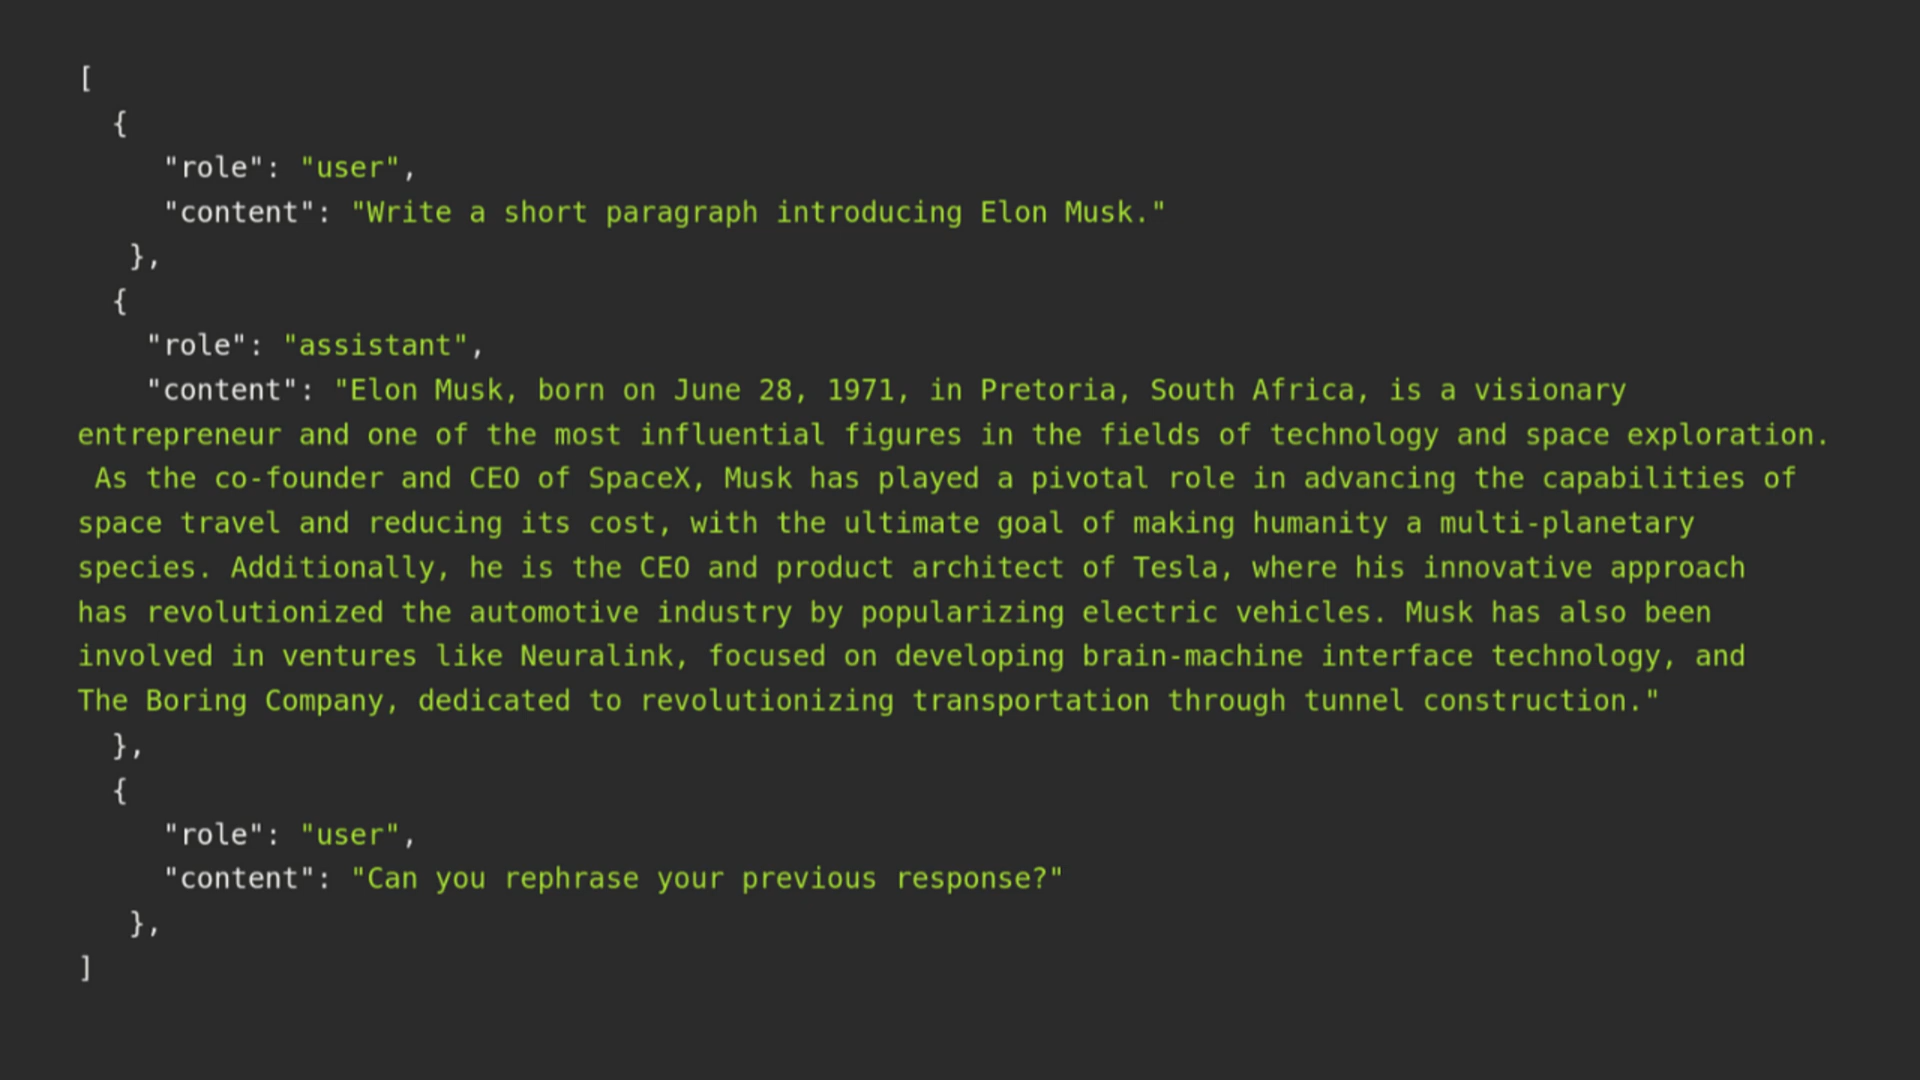 [
  {
     "role": "user",
     "content": "Write a short paragraph introducing Elon Musk."
   },
  {
    "role": "assistant",
    "content": "Elon Musk, born on June 28, 1971, in Pretoria, South Africa, is a visionary
entrepreneur and one of the most influential figures in the fields of technology and space exploration.
 As the co-founder and CEO of SpaceX, Musk has played a pivotal role in advancing the capabilities of
space travel and reducing its cost, with the ultimate goal of making humanity a multi-planetary
species. Additionally, he is the CEO and product architect of Tesla, where his innovative approach
has revolutionized the automotive industry by popularizing electric vehicles. Musk has also been
involved in ventures like Neuralink, focused on developing brain-machine interface technology, and
The Boring Company, dedicated to revolutionizing transportation through tunnel construction."
  },
  {
     "role": "user",
     "content": "Can you rephrase your previous response?"
   },
]